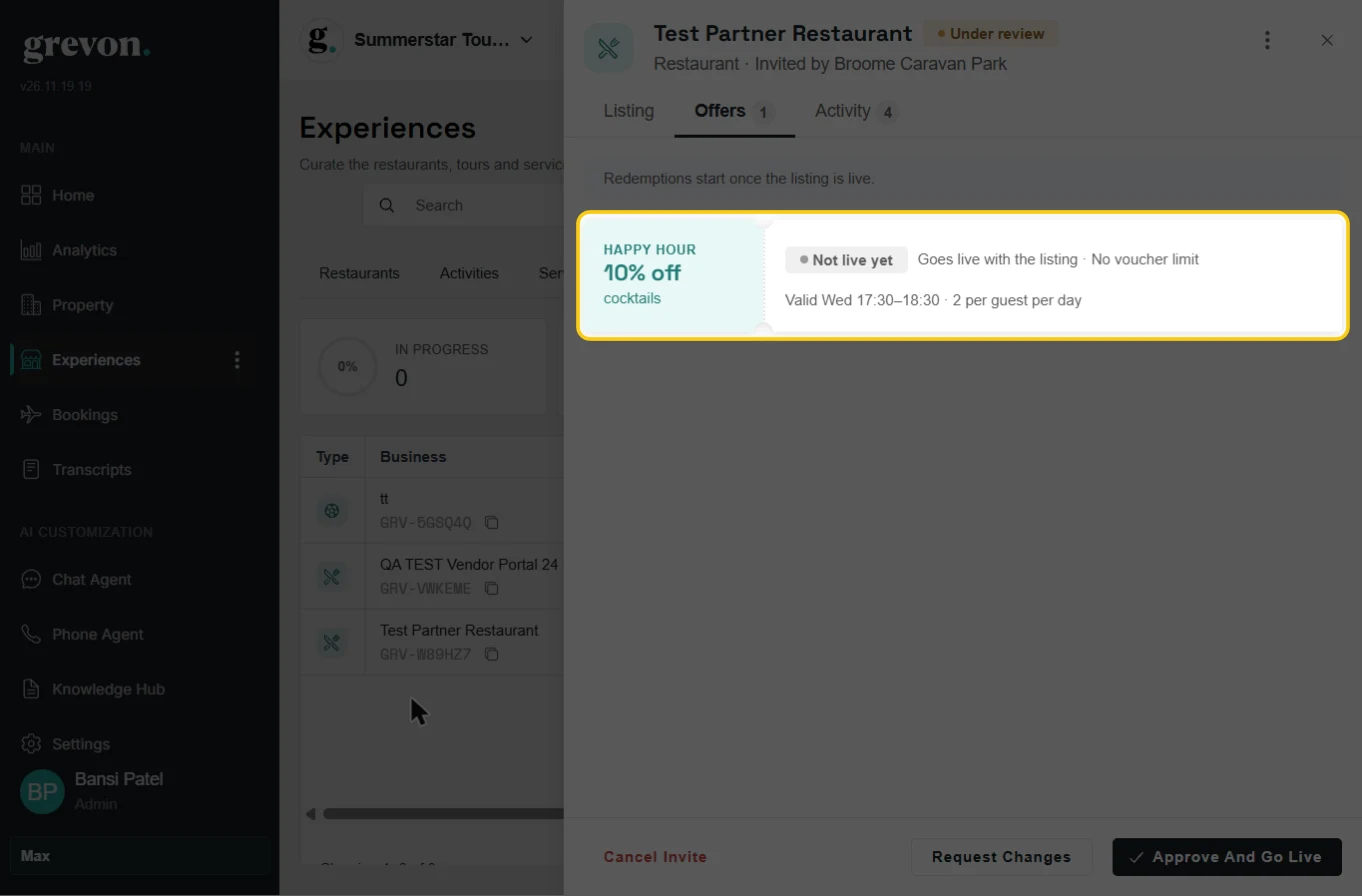 grevon.
v26.11.19.19
MAIN
Home
Analytics
Property
Experiences
Bookings
Transcripts
AI CUSTOMIZATION
Chat Agent
Phone Agent
Knowledge Hub
Settings
BP
Bansi Patel
Admin
Max
g.
Summerstar Tou...
Experiences
Curate the restaurants, tours and servic
Search
Restaurants
Activities
Ser
0%
IN PROGRESS
0
Type
Business
tt
GRV-5GSQ4Q
QA TEST Vendor Portal 24
GRV-VWKEME
Test Partner Restaurant
GRV-W89HZ7
Test Partner Restaurant
Under review
Restaurant · Invited by Broome Caravan Park
Listing
Offers 1
Activity 4
Redemptions start once the listing is live.
HAPPY HOUR
10% off
cocktails
Not live yet
Goes live with the listing · No voucher limit
Valid Wed 17:30–18:30 · 2 per guest per day
Cancel Invite
Request Changes
Approve And Go Live